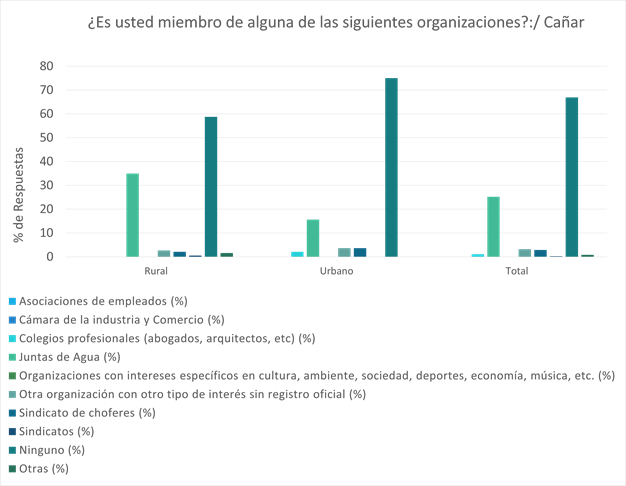 ¿Es usted miembro de alguna de las siguientes organizaciones?:/ Cañar
80
70
60
50
40
30
20
10
0
% de Respuestas
Rural
Urbano
Total
Asociaciones de empleados (%)
Cámara de la industria y Comercio (%)
Colegios profesionales (abogados, arquitectos, etc) (%)
Juntas de Agua (%)
Organizaciones con intereses específicos en cultura, ambiente, sociedad, deportes, economía, música, etc. (%)
Otra organización con otro tipo de interés sin registro oficial (%)
Sindicato de choferes (%)
Sindicatos (%)
Ninguno (%)
Otras (%)